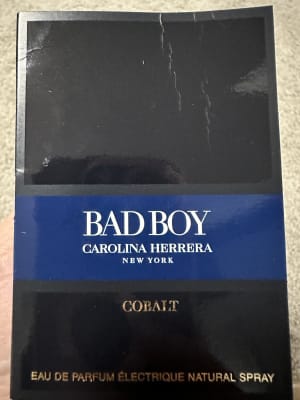 BAD BOY
CAROLINA HERRERA
NEW YORK
COBALT
EAU DE PARFUM ÉLECTRIQUE NATURAL SPRAY